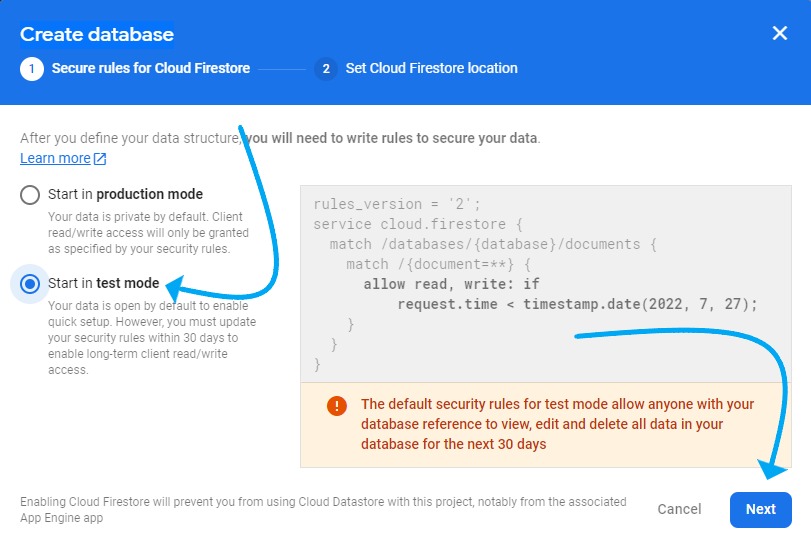 Create database
1 Secure rules for Cloud Firestore 2 Set Cloud Firestore location
After you define your data structure, you will need to write rules to secure your data.
Learn more
Start in production mode
Your data is private by default. Client
read/write access will only be granted
as specified by your security rules.
Start in test mode
Your data is open by default to enable
quick setup. However, you must update
your security rules within 30 days to
enable long-term client read/write
access.
rules_version = '2';
service cloud.firestore {
match /databases/{database}/documents {
match /{document=**} {
allow read, write: if
request.time < timestamp.date(2022, 7, 27);
}
}
}
! The default security rules for test mode allow anyone with your
database reference to view, edit and delete all data in your
database for the next 30 days
Enabling Cloud Firestore will prevent you from using Cloud Datastore with this project, notably from the associated
App Engine app
Cancel Next